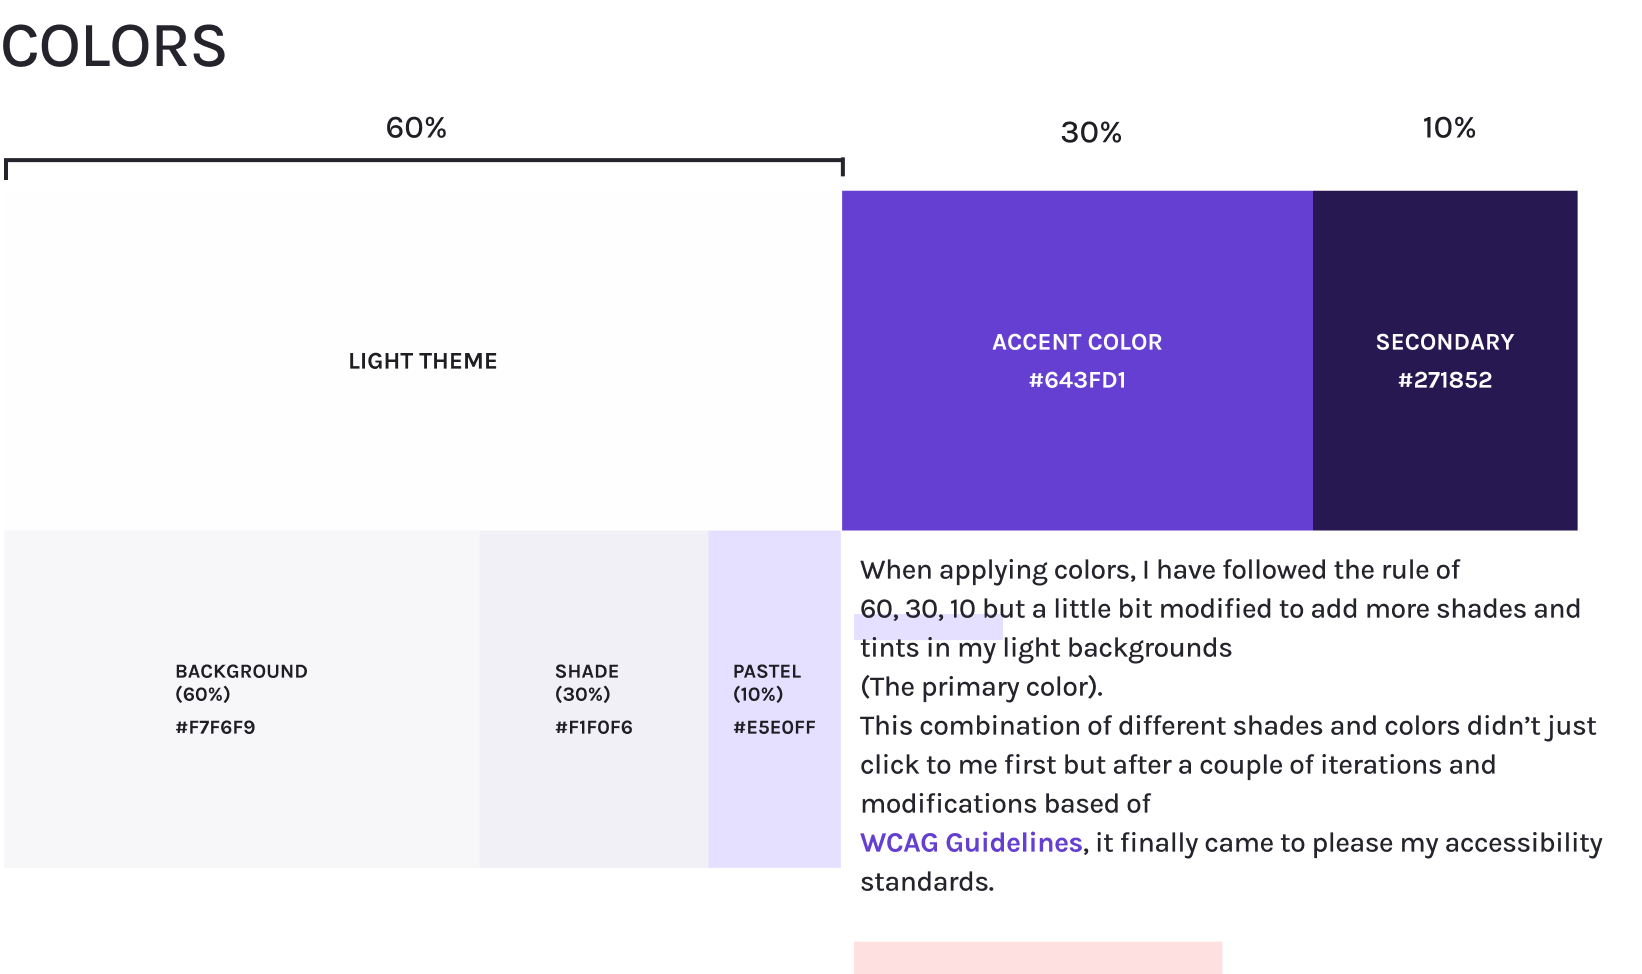 COLORS
60%
30%
10%
LIGHT THEME
ACCENT COLOR
#643FD1
SECONDARY
#271852
BACKGROUND
(60%)
#F7F6F9
SHADE
(30%)
#F1F0F6
PASTEL
(10%)
#E5E0FF
When applying colors, I have followed the rule of
60, 30, 10 but a little bit modified to add more shades and
tints in my light backgrounds
(The primary color).
This combination of different shades and colors didn’t just
click to me first but after a couple of iterations and
modifications based of
WCAG Guidelines, it finally came to please my accessibility
standards.